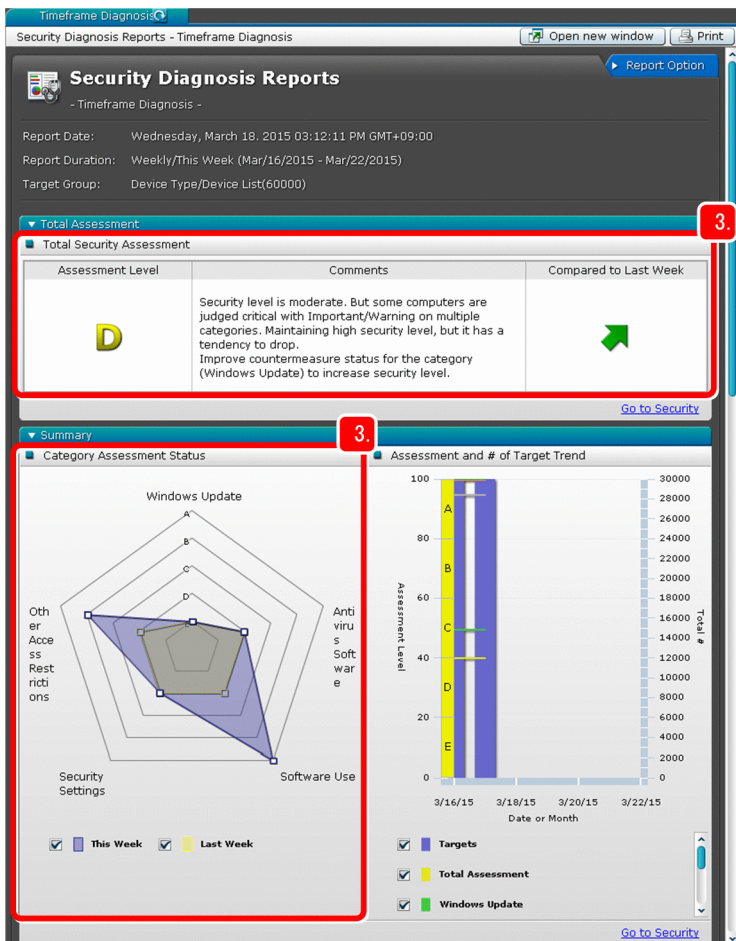 Timeframe Diagnosis
Security Diagnosis Reports - Timeframe Diagnosis
Open new window
Print
Report Option
Security Diagnosis Reports
- Timeframe Diagnosis -
Report Date: Wednesday, March 18. 2015 03:12:11 PM GMT+09:00
Report Duration: Weekly/This Week (Mar/16/2015 - Mar/22/2015)
Target Group: Device Type/Device List(60000)
Total Assessment
3.
Total Security Assessment
Assessment Level Comments Compared to Last Week
D
Security level is moderate. But some computers are
judged critical with Important/Warning on multiple
categories. Maintaining high security level, but it has a
tendency to drop.
Improve countermeasure status for the category
(Windows Update) to increase security level.
Go to Security
Summary
3.
Category Assessment Status
Windows Update
A
B
C
D
Anti
viru
s
Soft
war
e
Software Use
Security
Settings
Oth
er
Acce
ss
Rest
ricti
ons
This Week Last Week
Assessment and # of Target Trend
100
80
60
40
20
0
Assessment Level
A
B
C
D
E
30000
28000
26000
24000
22000
20000
18000
16000
14000
12000
10000
8000
6000
4000
2000
0
Total #
3/16/15 3/18/15 3/20/15 3/22/15
Date or Month
Targets
Total Assessment
Windows Update
Go to Security